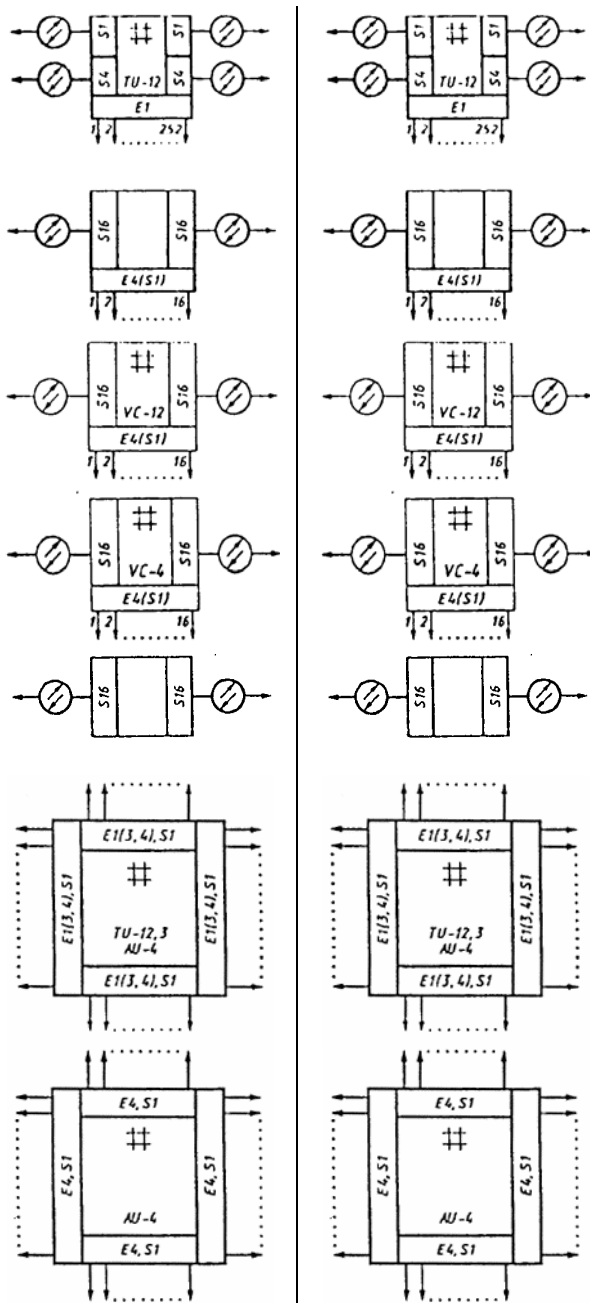 S1 S1
S4 TU-12 S4
E1
1 2 ........ 252
S16 S16
E4(S1)
1 2 ........ 16
S16 VC-12 S16
E4(S1)
1 2 ........ 16
S16 VC-4 S16
E4(S1)
1 2 ........ 16
S16 S16
E1(3,4),S1
E1(3,4),S1
TU-12,3
AU-4
E1(3,4),S1
E1(3,4),S1
E4,S1
E4,S1
AU-4
E4,S1
E4,S1
S1 S1
S4 TU-12 S4
E1
1 2 ........ 252
S16 S16
E4(S1)
1 2 ........ 16
S16 VC-12 S16
E4(S1)
1 2 ........ 16
S16 VC-4 S16
E4(S1)
1 2 ........ 16
S16 S16
E1(3,4),S1
E1(3,4),S1
TU-12,3
AU-4
E1(3,4),S1
E1(3,4),S1
E4,S1
E4,S1
AU-4
E4,S1
E4,S1